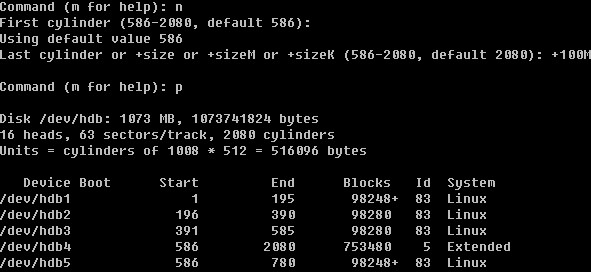 Command (m for help): n
First cylinder (586-2080, default 586):
Using default value 586
Last cylinder or +size or +sizeM or +sizeK (586-2080, default 2080): +100M
Command (m for help): p
Disk /dev/hdb: 1073 MB, 1073741824 bytes
16 heads, 63 sectors/track, 2080 cylinders
Units = cylinders of 1008 * 512 = 516096 bytes
Device Boot Start End Blocks Id System
/dev/hdb1 1 195 98248+ 83 Linux
/dev/hdb2 196 390 98280 83 Linux
/dev/hdb3 391 585 98280 83 Linux
/dev/hdb4 586 2080 753480 5 Extended
/dev/hdb5 586 780 98248+ 83 Linux